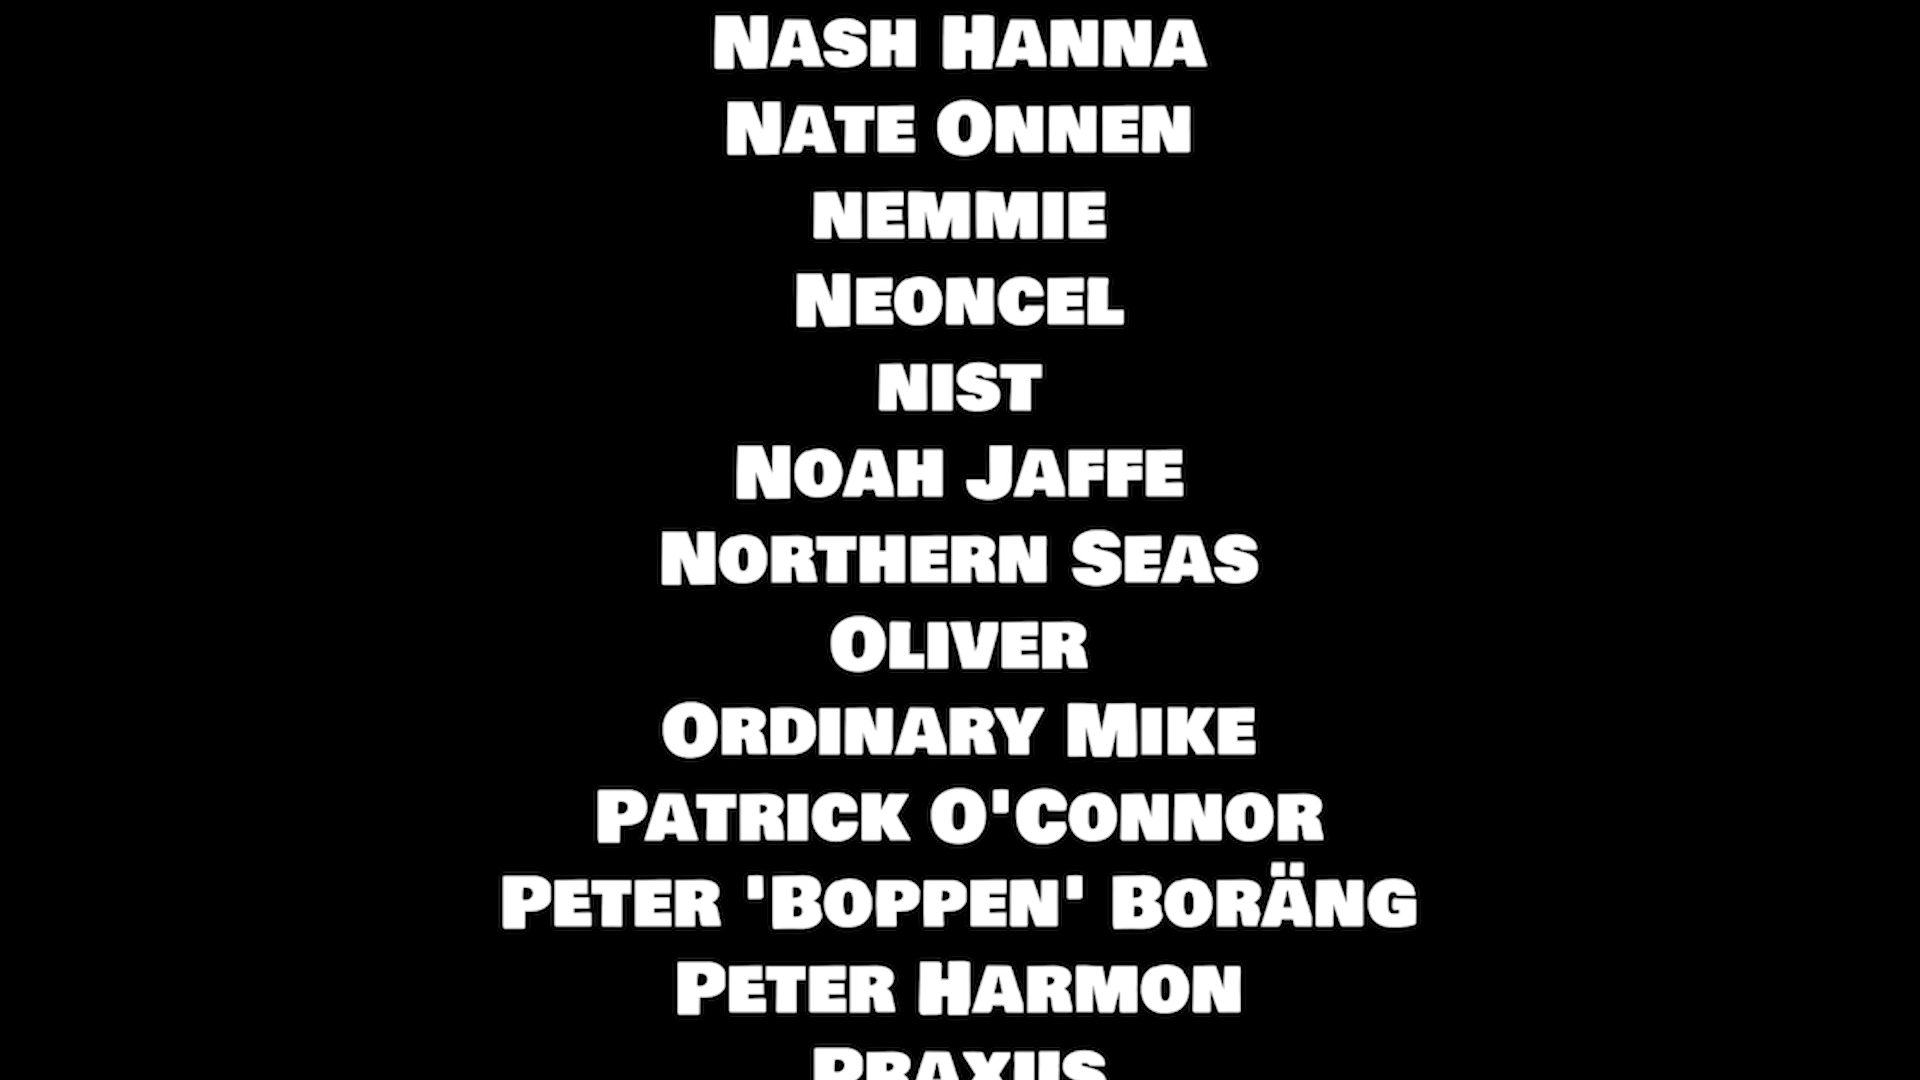 Nash Hanna
Nate Onnen
nemmie
Neoncel
nist
Noah Jaffe
Northern Seas
Oliver
Ordinary Mike
Patrick O'Connor
Peter 'Boppen' Boräng
Peter Harmon
Praxus